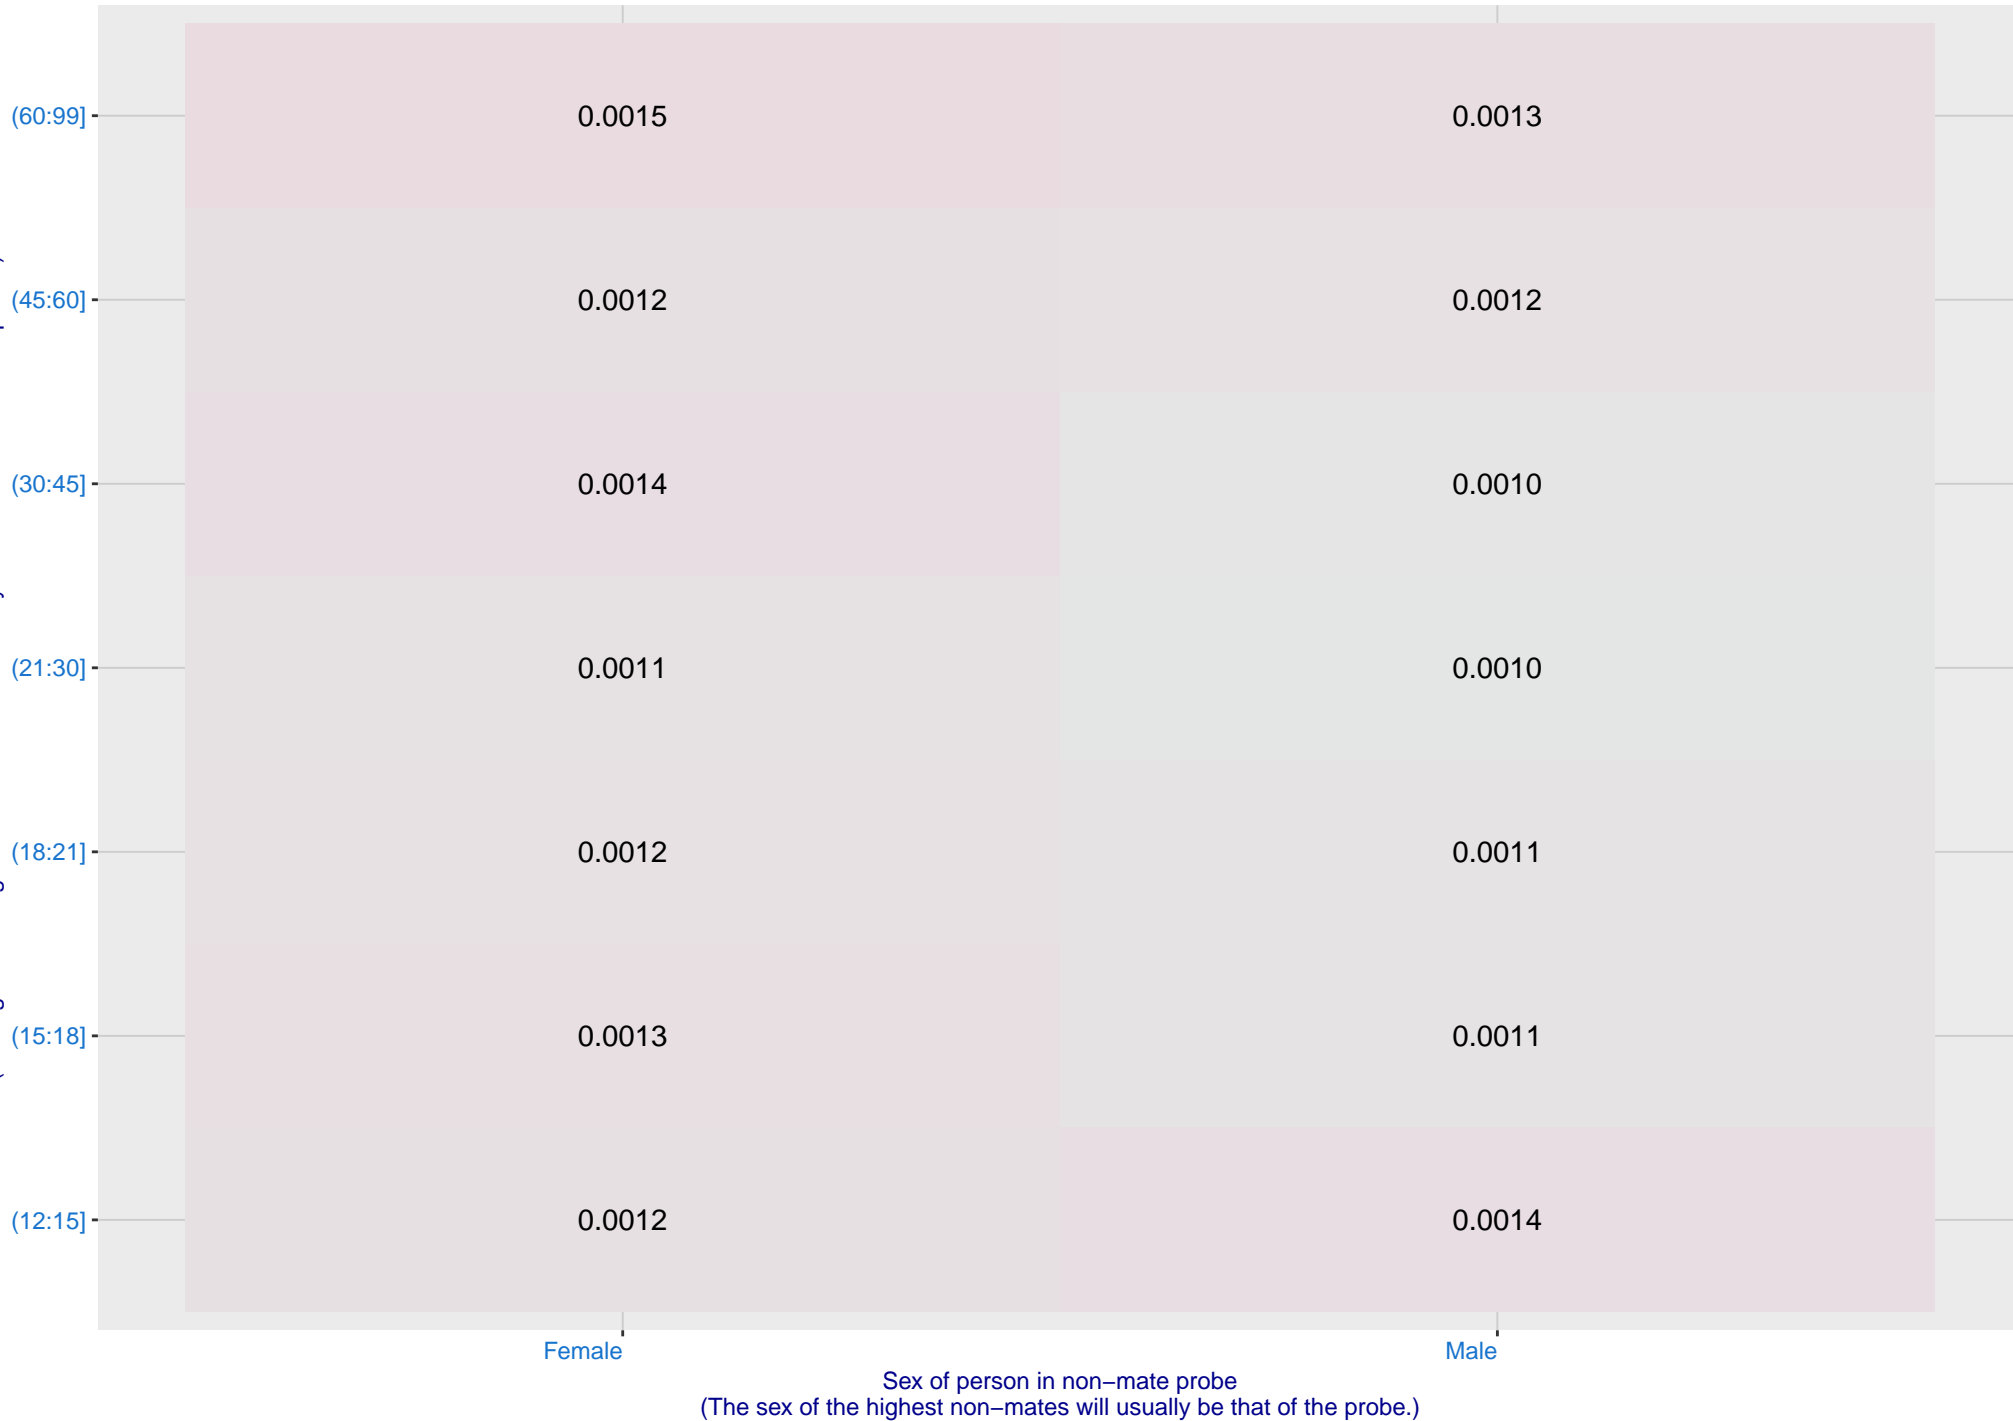 (60:99] 0.0015 0.0013
(45:60] 0.0012 0.0012
(30:45] 0.0014 0.0010
(21:30] 0.0011 0.0010
(18:21] 0.0012 0.0011
(15:18] 0.0013 0.0011
(12:15] 0.0012 0.0014
Female Male
Sex of person in non−mate probe
(The sex of the highest non−mates will usually be that of the probe.)